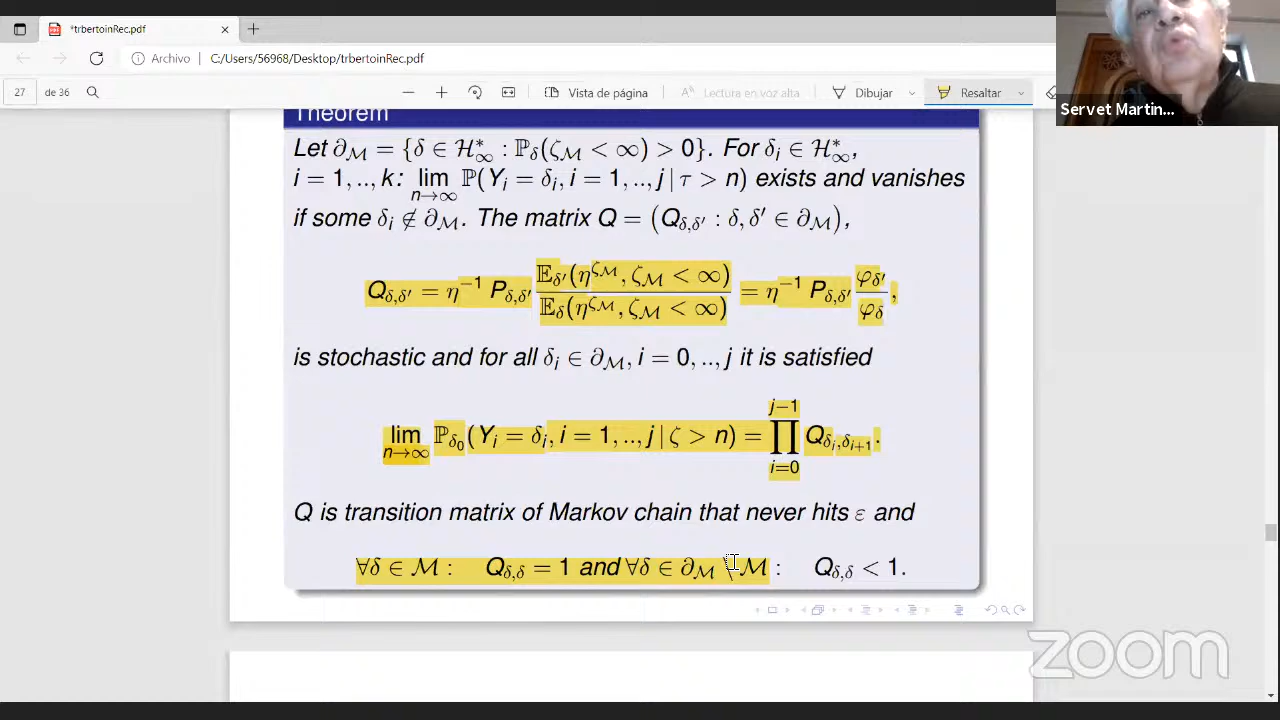 *trbertoinRec.pdf
Archivo | C:/Users/56968/Desktop/trbertoinRec.pdf
27 de 36 Vista de página Lectura en voz alta Dibujar Resaltar
Servet Martin...
Theorem
Let ∂_ℳ = {δ ∈ ℋ*_∞ : ℙ_δ(ζ_ℳ < ∞) > 0}. For δ_i ∈ ℋ*_∞,
i = 1, .., k: lim_{n→∞} ℙ(Y_i = δ_i, i = 1, .., j | τ > n) exists and vanishes
if some δ_i ∉ ∂_ℳ. The matrix Q = (Q_{δ,δ′} : δ, δ′ ∈ ∂_ℳ),
Q_{δ,δ′} = η^{−1} P_{δ,δ′} 𝔼_{δ′}(η^{ζ_ℳ}, ζ_ℳ < ∞) / 𝔼_δ(η^{ζ_ℳ}, ζ_ℳ < ∞) = η^{−1} P_{δ,δ′} φ_{δ′} / φ_δ,
is stochastic and for all δ_i ∈ ∂_ℳ, i = 0, .., j it is satisfied
lim_{n→∞} ℙ_{δ_0}(Y_i = δ_i, i = 1, .., j | ζ > n) = ∏_{i=0}^{j−1} Q_{δ_i,δ_{i+1}}.
Q is transition matrix of Markov chain that never hits ε and
∀δ ∈ ℳ : Q_{δ,δ} = 1 and ∀δ ∈ ∂_ℳ \ ℳ : Q_{δ,δ} < 1.
zoom